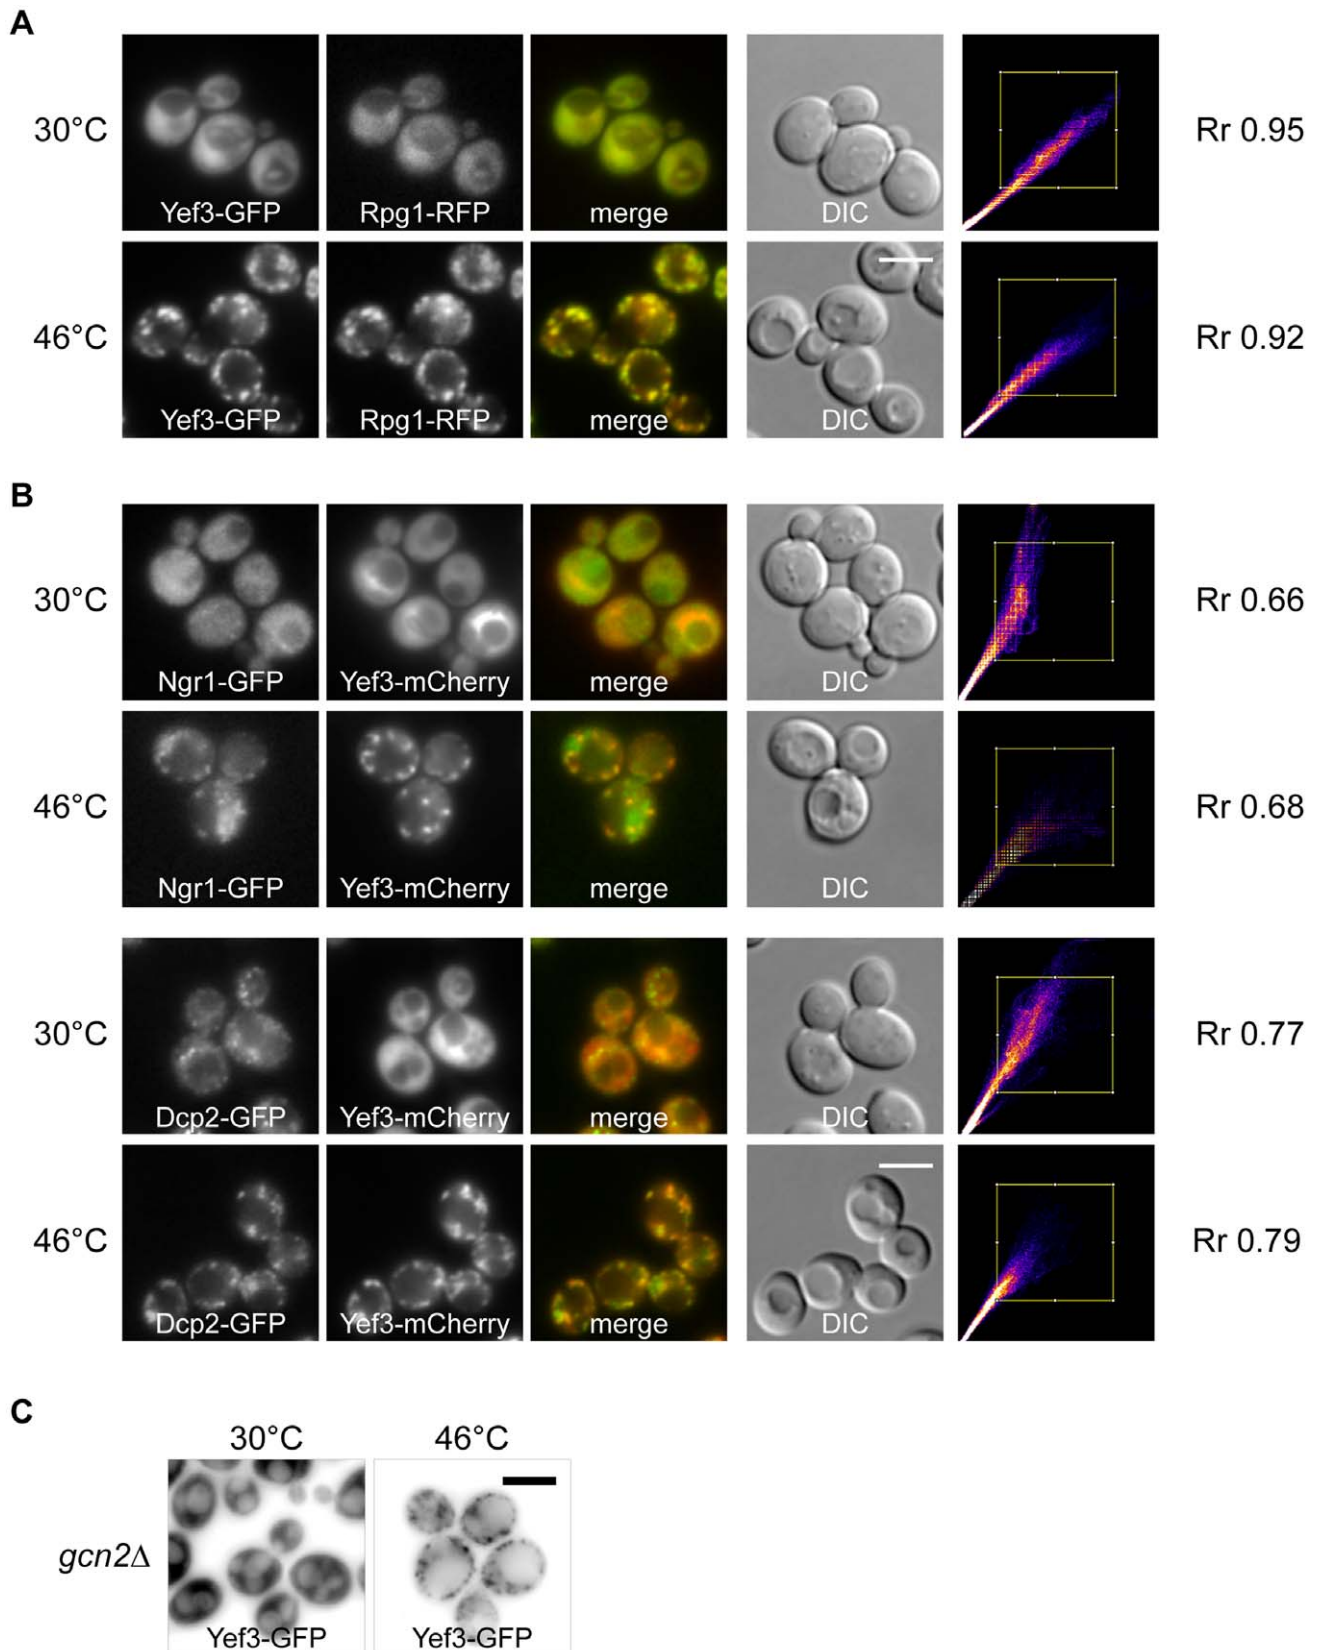 A
30°C
Yef3-GFP Rpg1-RFP merge DIC
Rr 0.95
46°C
Yef3-GFP Rpg1-RFP merge DIC
Rr 0.92
B
30°C
Ngr1-GFP Yef3-mCherry merge DIC
Rr 0.66
46°C
Ngr1-GFP Yef3-mCherry merge DIC
Rr 0.68
30°C
Dcp2-GFP Yef3-mCherry merge DIC
Rr 0.77
46°C
Dcp2-GFP Yef3-mCherry merge DIC
Rr 0.79
C
30°C 46°C
gcn2Δ
Yef3-GFP Yef3-GFP